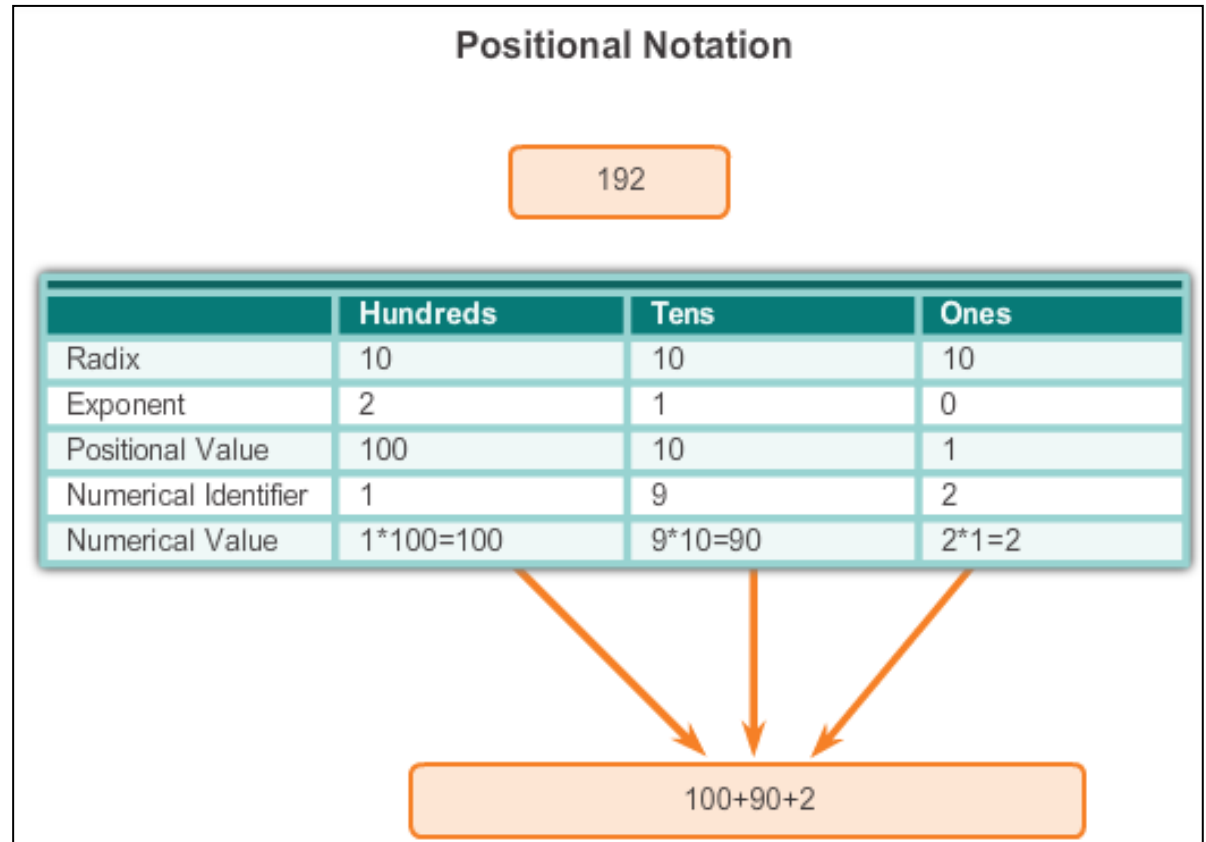 Positional Notation
192
Hundreds Tens Ones
Radix 10 10 10
Exponent 2 1 0
Positional Value 100 10 1
Numerical Identifier 1 9 2
Numerical Value 1*100=100 9*10=90 2*1=2
100+90+2